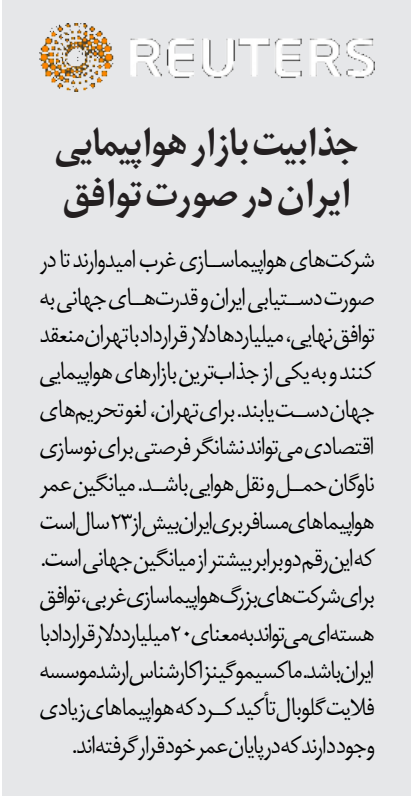 REUTERS
جذابیت بازار هواپیمایی
ایران در صورت توافق
شرکت‌های هواپیماسازی غرب امیدوارند تا در
صورت دستیابی ایران و قدرت‌های جهانی به
توافق نهایی، میلیاردها دلار قرارداد با تهران منعقد
کنند و به یکی از جذاب‌ترین بازارهای هواپیمایی
جهان دست یابند. برای تهران، لغو تحریم‌های
اقتصادی می‌تواند نشانگر فرصتی برای نوسازی
ناوگان حمل و نقل هوایی باشد. میانگین عمر
هواپیماهای مسافربری ایران بیش از ۲۳ سال است
که این رقم دو برابر بیشتر از میانگین جهانی است.
برای شرکت‌های بزرگ هواپیماسازی غربی، توافق
هسته‌ای می‌تواند به معنای ۲۰ میلیارد دلار قرارداد با
ایران باشد. ماکسیمو گینزا کارشناس ارشد موسسه
فلایت گلوبال تأکید کرد که هواپیماهای زیادی
وجود دارند که در پایان عمر خود قرار گرفته‌اند.